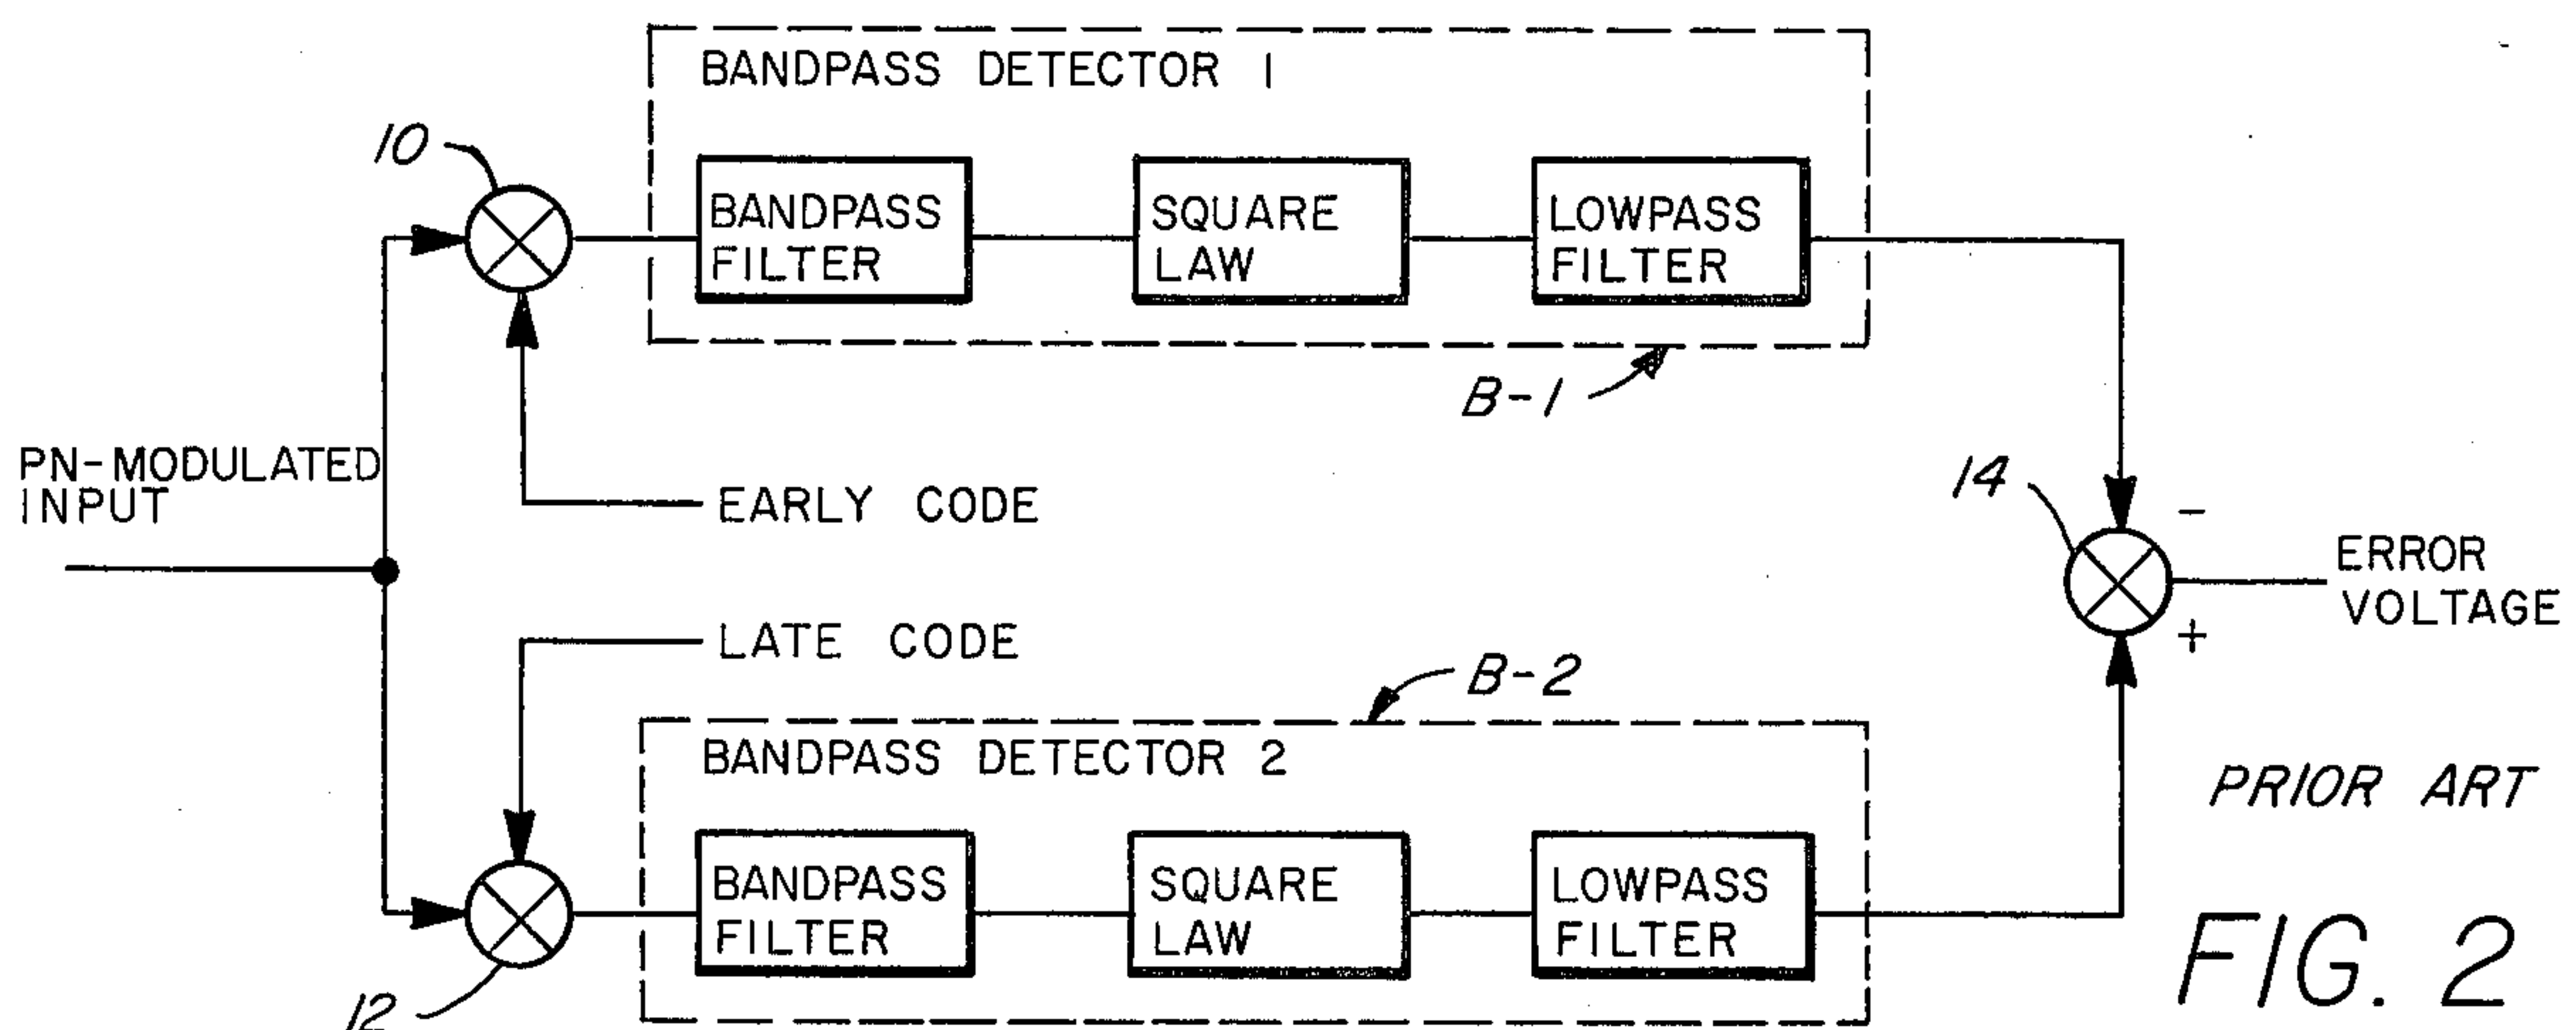 BANDPASS DETECTOR 1
10
BANDPASS
FILTER
SQUARE
LAW
LOWPASS
FILTER
B-1
PN-MODULATED
INPUT
EARLY CODE
14
-
ERROR
VOLTAGE
+
LATE CODE
B-2
BANDPASS DETECTOR 2
BANDPASS
FILTER
SQUARE
LAW
LOWPASS
FILTER
12
PRIOR ART
FIG. 2